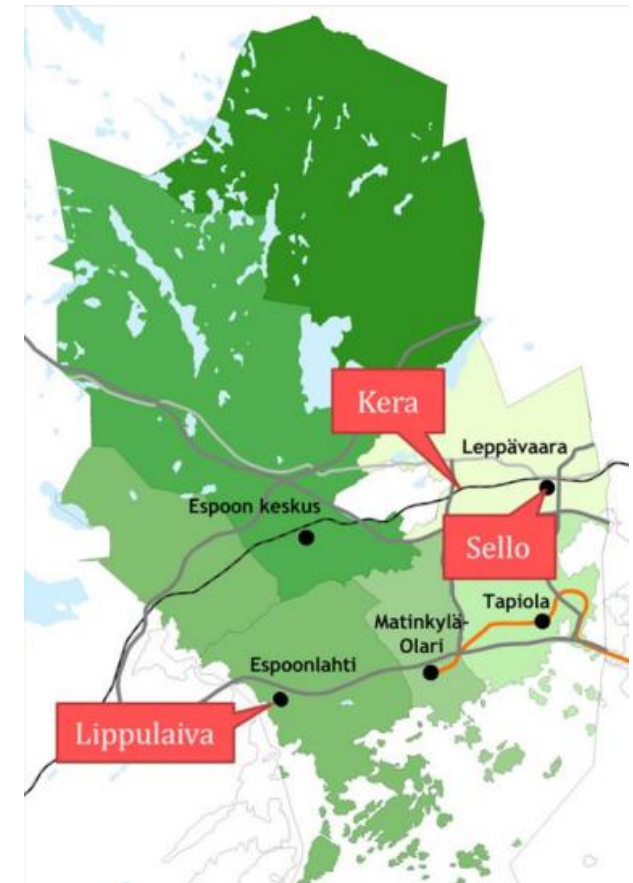 Kera
Leppävaara
Espoon keskus
Sello
Tapiola
Matinkylä-
Olari
Espoonlahti
Lippulaiva